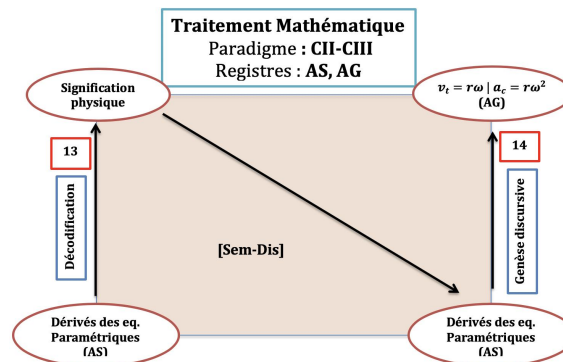 Traitement Mathématique
Paradigme : CII-CIII
Registres : AS, AG
Signification
physique
v_t = rω | a_c = rω²
(AG)
13
14
Décodification
Genèse discursive
[Sem-Dis]
Dérivés des eq.
Paramétriques
(AS)
Dérivés des eq.
Paramétriques
(AS)